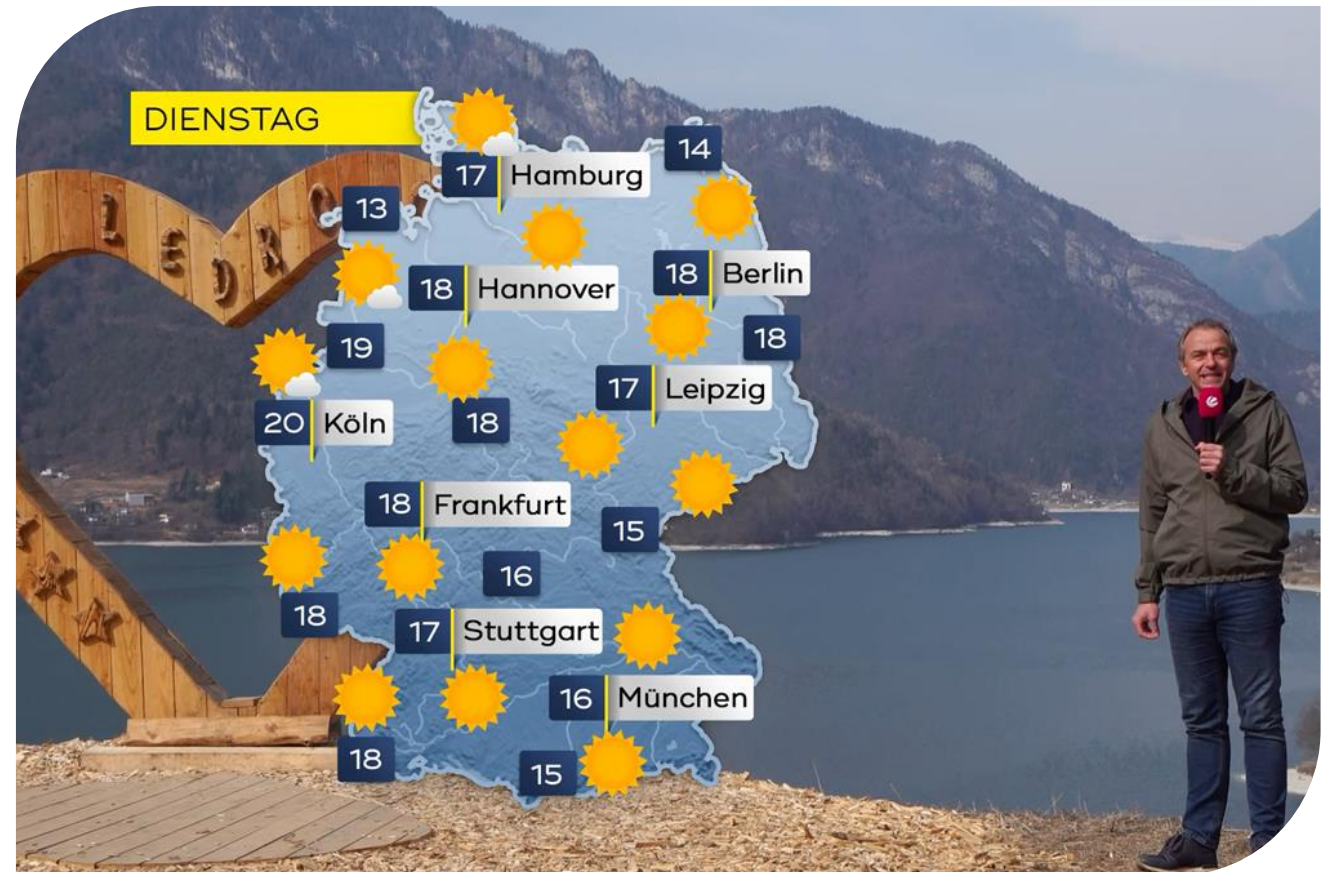 DIENSTAG
14
17 Hamburg
13
LEDRO
18 Hannover
18 Berlin
19
18
17 Leipzig
20 Köln
18
18 Frankfurt
15
16
18
17 Stuttgart
16 München
18
15